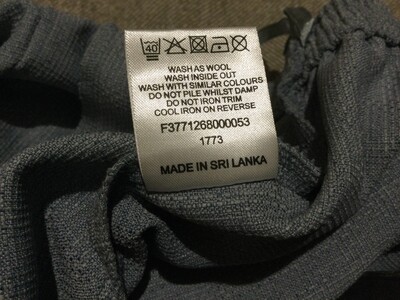 40
WASH AS WOOL
WASH INSIDE OUT
WASH WITH SIMILAR COLOURS
DO NOT PILE WHILST DAMP
DO NOT IRON TRIM
COOL IRON ON REVERSE
F3771268000053
1773
MADE IN SRI LANKA